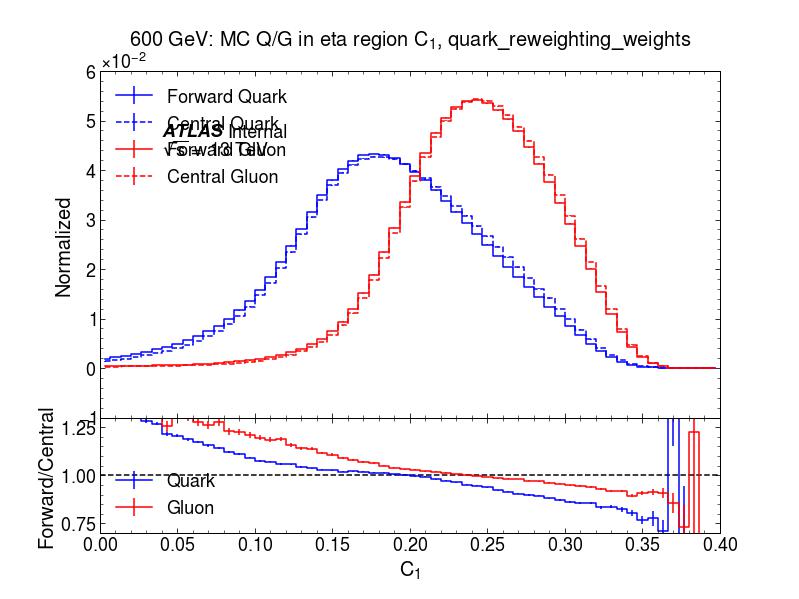 600 GeV: MC Q/G in eta region C₁, quark_reweighting_weights
×10⁻²
6
5
4
3
2
1
0
−1
Normalized
Forward Quark
Central Quark
ATLAS Internal
√s = 13 TeV
Forward Gluon
Central Gluon
1.25
1.00
0.75
Forward/Central
Quark
Gluon
0.00 0.05 0.10 0.15 0.20 0.25 0.30 0.35 0.40
C₁